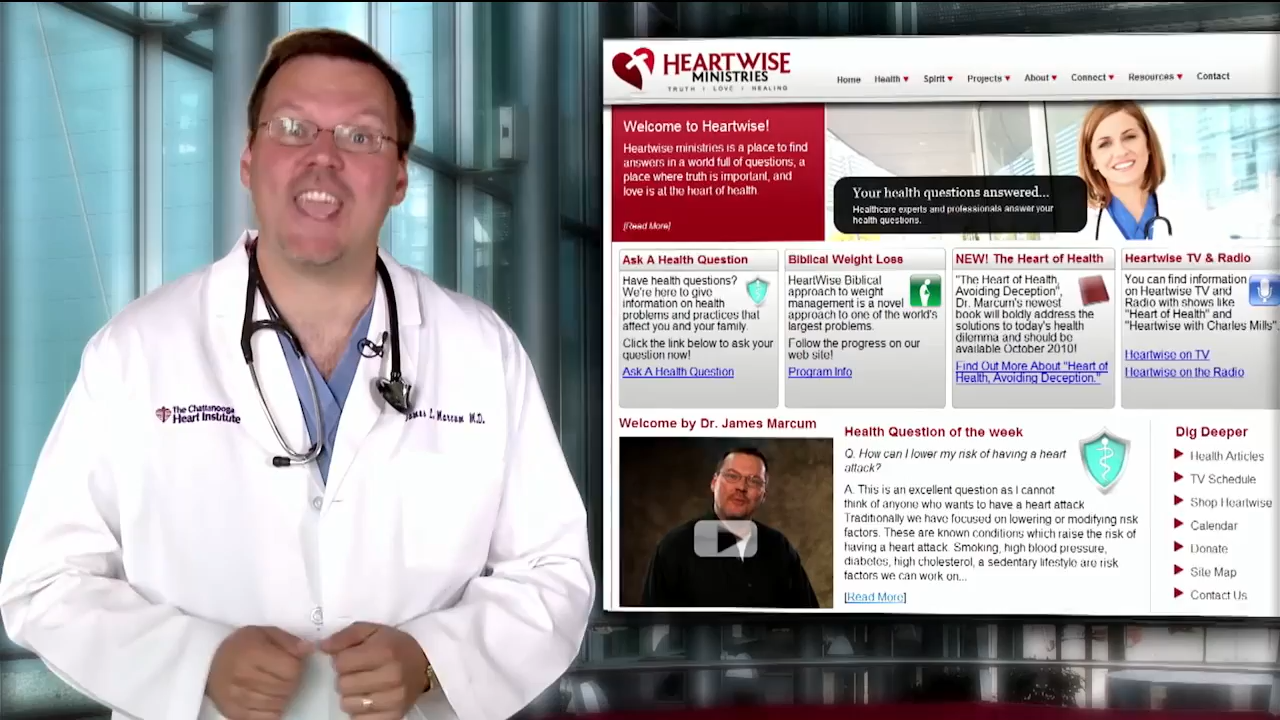 The Chattanooga
Heart Institute
James L. Marcum M.D.
HEARTWISE
MINISTRIES
TRUTH | LOVE | HEALING
Home Health Spirit Projects About Connect Resources Contact
Welcome to Heartwise!
Heartwise ministries is a place to find
answers in a world full of questions, a
place where truth is important, and
love is at the heart of health.
[Read More]
Your health questions answered...
Healthcare experts and professionals answer your
health questions.
Ask A Health Question
Have health questions?
We're here to give
information on health
problems and practices that
affect you and your family.
Click the link below to ask your
question now!
Ask A Health Question
Biblical Weight Loss
HeartWise Biblical
approach to weight
management is a novel
approach to one of the world's
largest problems.
Follow the progress on our
web site!
Program Info
NEW! The Heart of Health
"The Heart of Health,
Avoiding Deception",
Dr. Marcum's newest
book will boldly address the
solutions to today's health
dilemma and should be
available October 2010!
Find Out More About "Heart of
Health, Avoiding Deception."
Heartwise TV & Radio
You can find information
on Heartwise TV and
Radio with shows like
"Heart of Health" and
"Heartwise with Charles Mills"
Heartwise on TV
Heartwise on the Radio
Welcome by Dr. James Marcum
Health Question of the week
Q. How can I lower my risk of having a heart
attack?
A. This is an excellent question as I cannot
think of anyone who wants to have a heart attack
Traditionally we have focused on lowering or modifying risk
factors. These are known conditions which raise the risk of
having a heart attack. Smoking, high blood pressure,
diabetes, high cholesterol, a sedentary lifestyle are risk
factors we can work on...
[Read More]
Dig Deeper
Health Articles
TV Schedule
Shop Heartwise
Calendar
Donate
Site Map
Contact Us